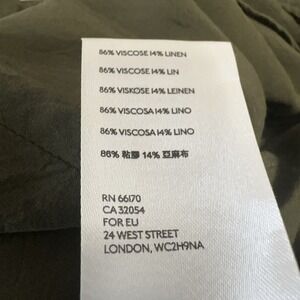 86% VISCOSE 14% LINEN
86% VISCOSE 14% LIN
86% VISKOSE 14% LEINEN
86% VISCOSA 14% LINO
86% VISCOSA 14% LINO
86% 粘膠 14% 亞麻布
RN 66170
CA 32054
FOR EU
24 WEST STREET
LONDON, WC2H9NA